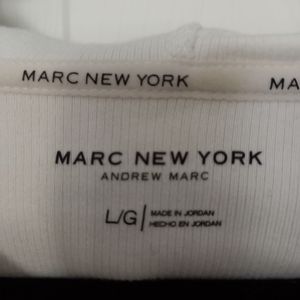 MARC NEW YORK MA
MARC NEW YORK
ANDREW MARC
L/G
MADE IN JORDAN
HECHO EN JORDAN